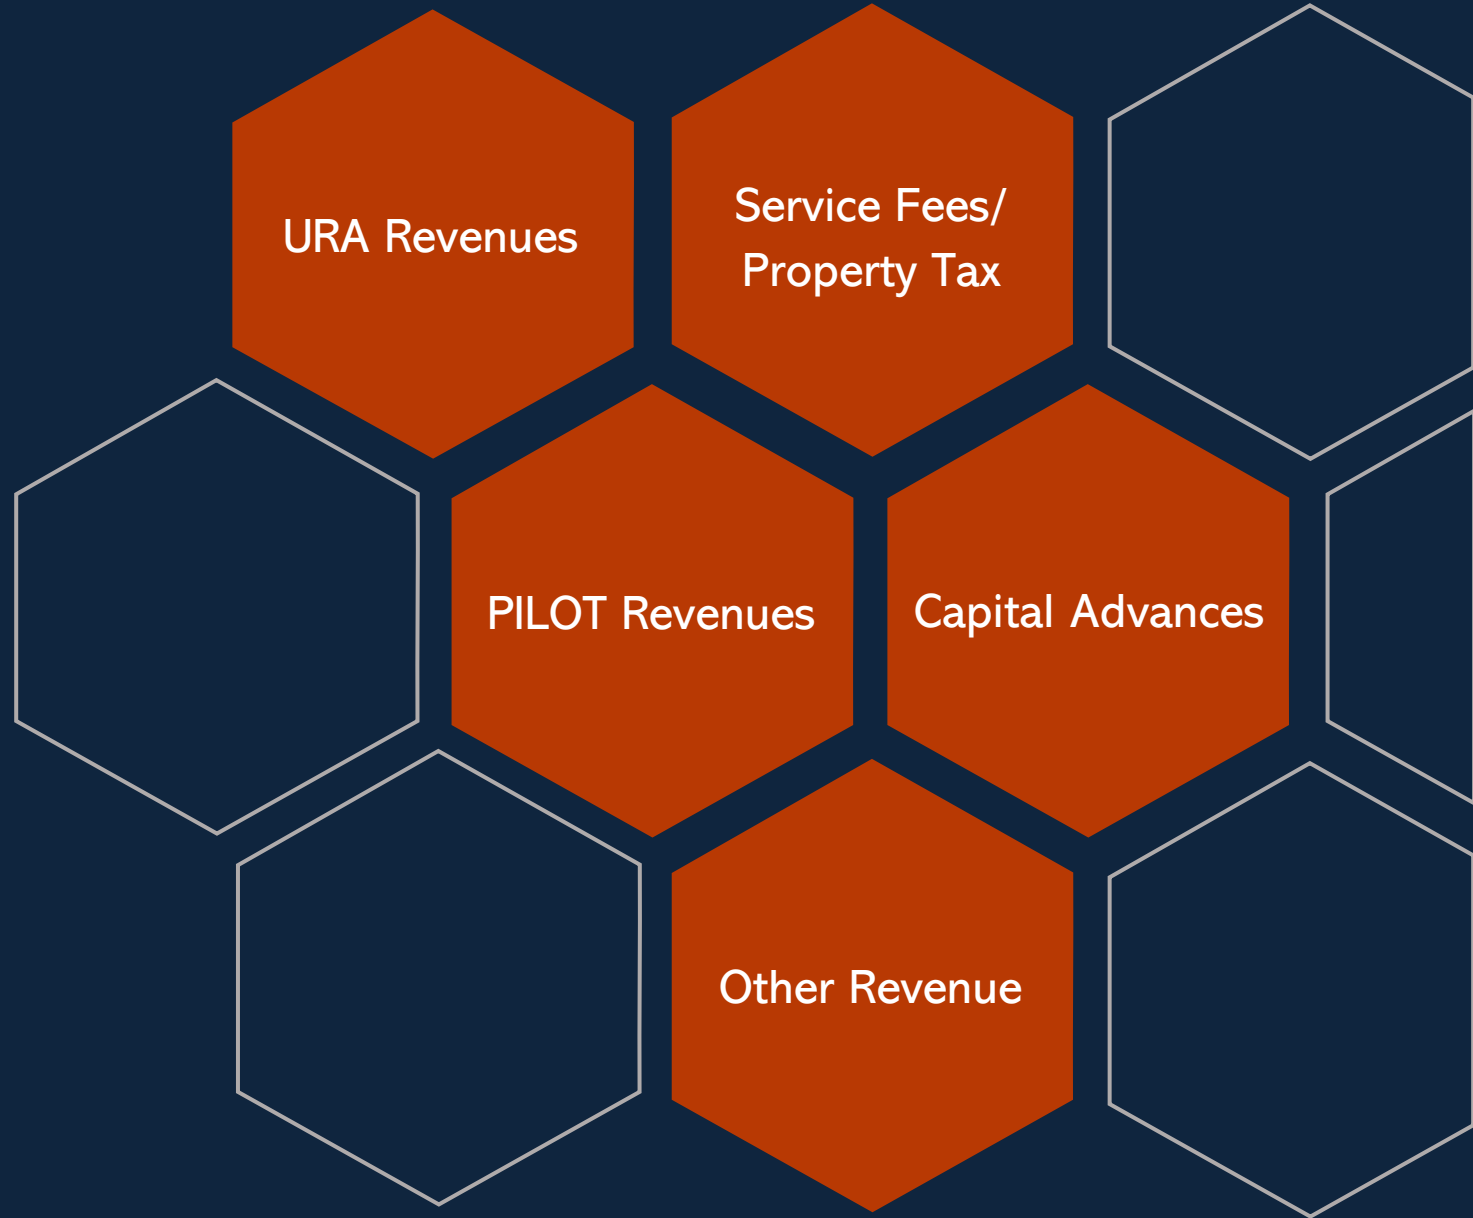 URA Revenues
Service Fees/
Property Tax
PILOT Revenues
Capital Advances
Other Revenue